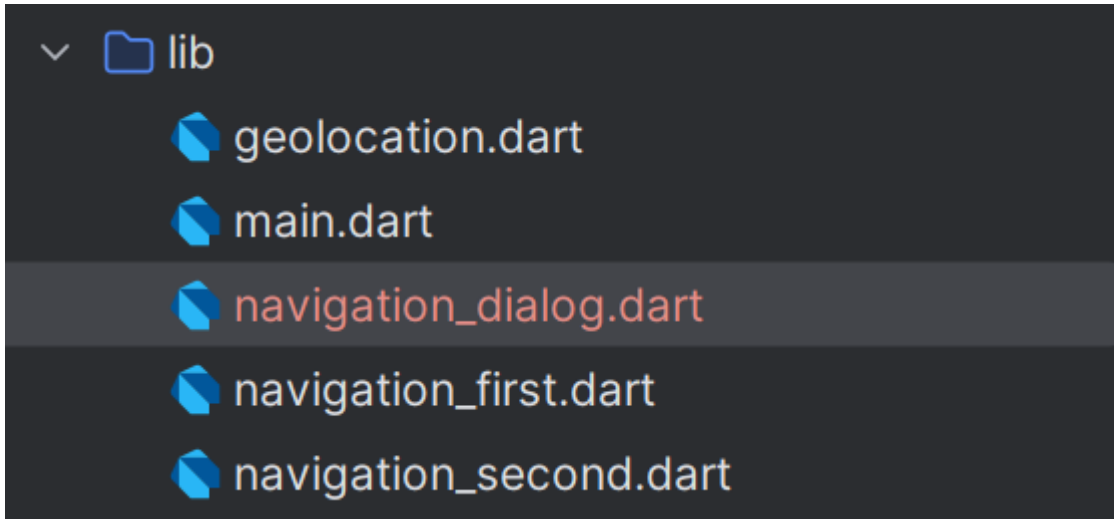 lib
geolocation.dart
main.dart
navigation_dialog.dart
navigation_first.dart
navigation_second.dart